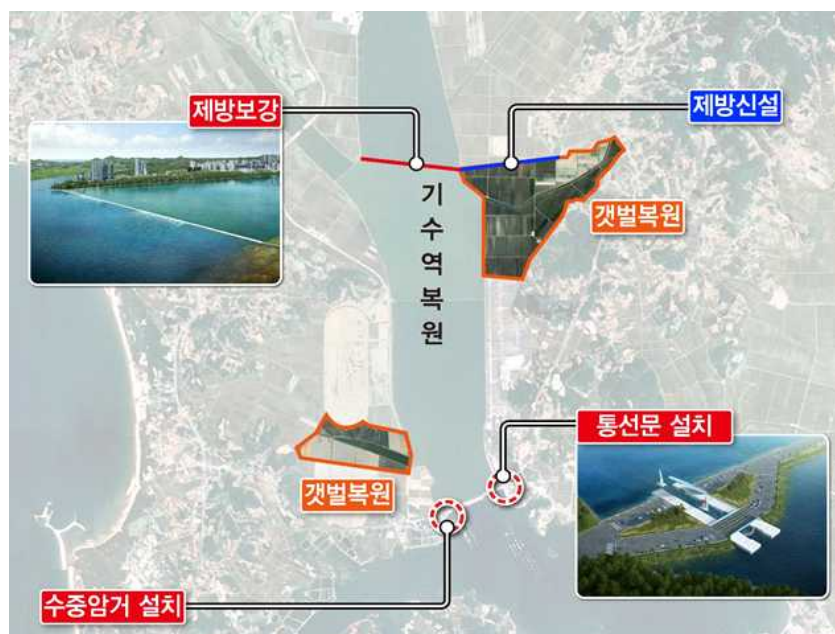 제방보강
제방신설
갯벌복원
기수역복원
통선문 설치
갯벌복원
수중암거 설치